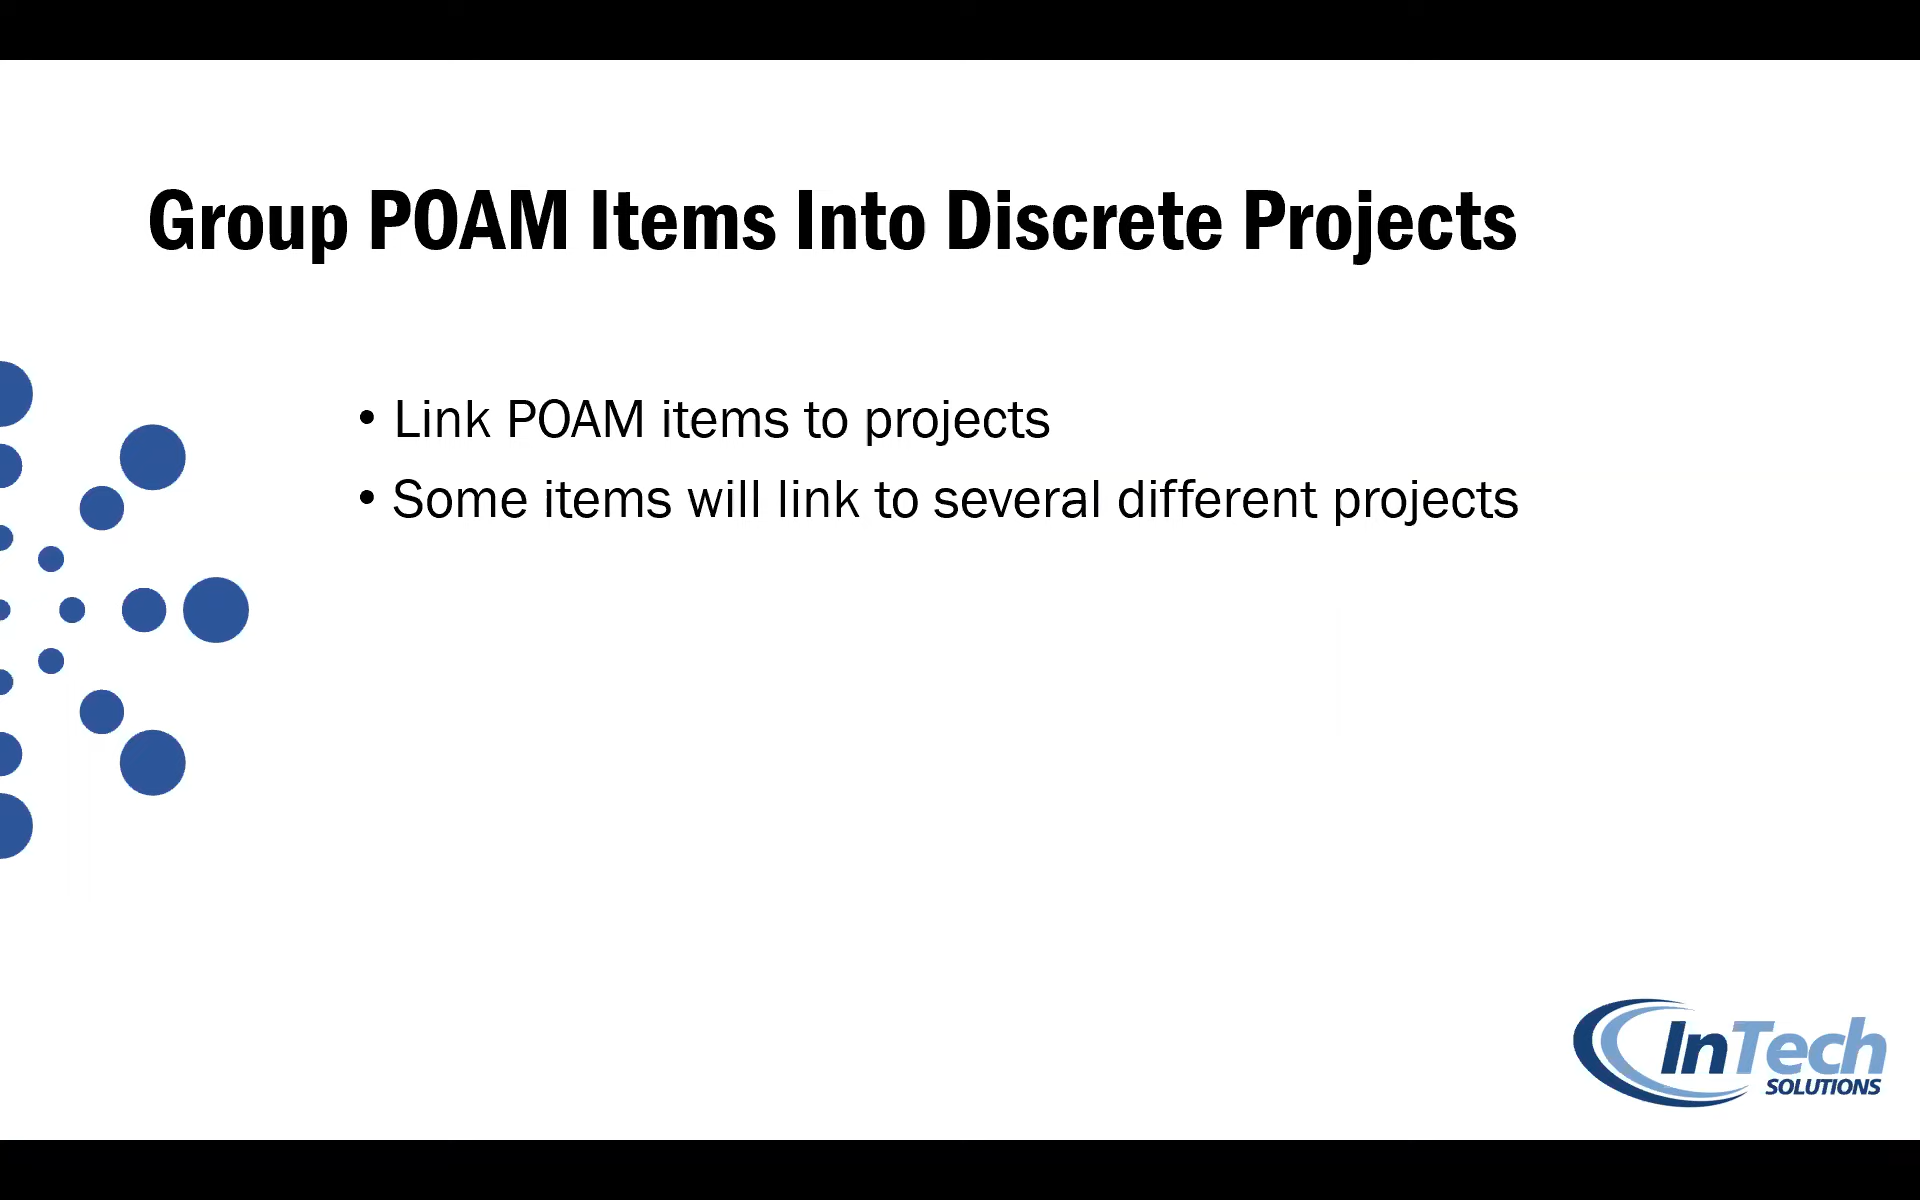 Group POAM Items Into Discrete Projects
• Link POAM items to projects
• Some items will link to several different projects
InTech
SOLUTIONS